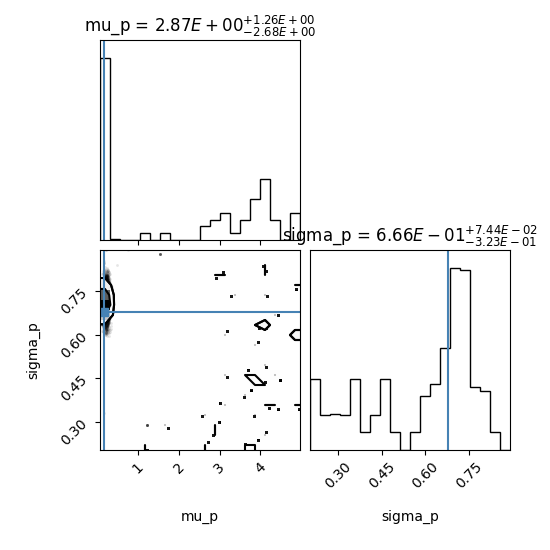 mu_p = 2.87E + 00 +1.26E + 00 −2.68E + 00
sigma_p = 6.66E − 01 +7.44E − 02 −3.23E − 01
0.75
0.60
0.45
0.30
sigma_p
1 2 3 4
mu_p
0.30 0.45 0.60 0.75
sigma_p